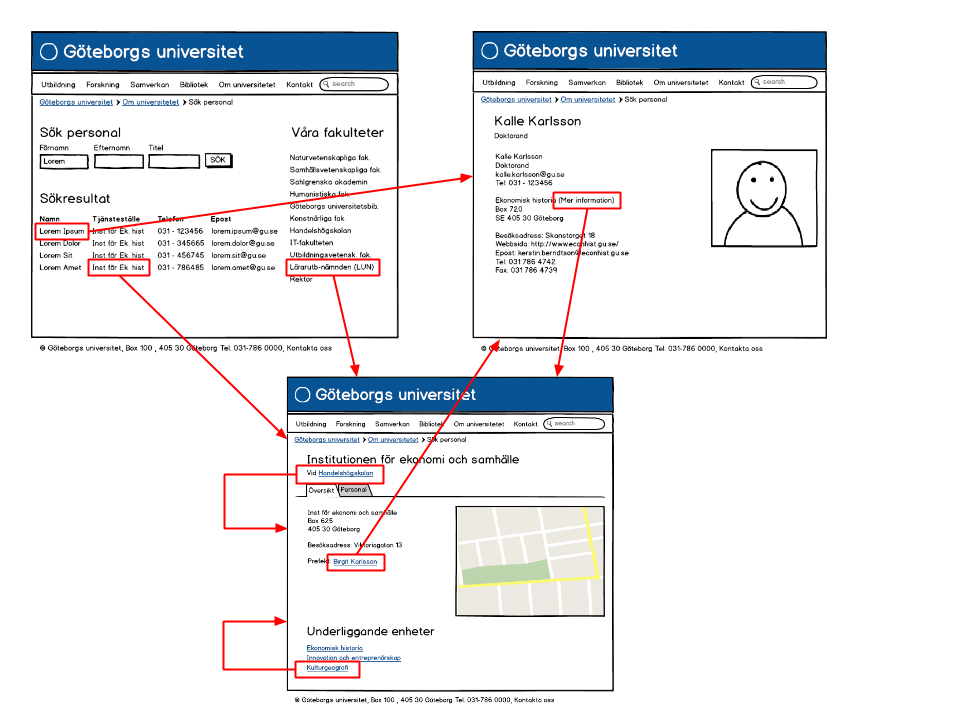 Göteborgs universitet
Utbildning Forskning Samverkan Bibliotek Om universitetet Kontakt search
Göteborgs universitet > Om universitetet > Sök personal
Sök personal
Förnamn Efternamn Titel
Lorem SÖK
Sökresultat
Namn Tjänsteställe Telefon Epost
Lorem Ipsum Inst för Ek. hist 031 - 123456 lorem.ipsum@gu.se
Lorem Dolor Inst för Ek. hist 031 - 345665 lorem.dolor@gu.se
Lorem Sit Inst för Ek. hist 031 - 456745 lorem.sit@gu.se
Lorem Amet Inst för Ek. hist 031 - 786485 lorem.amet@gu.se
Våra fakulteter
Naturvetenskapliga fak.
Samhällsvetenskapliga fak.
Sahlgrenska akademin
Humanistiska fak.
Göteborgs universitetsbib.
Konstnärliga fak.
Handelshögskolan
IT-fakulteten
Utbildningsvetensk. fak.
Lärarutb-nämnden (LUN)
Rektor
© Göteborgs universitet, Box 100 , 405 30 Göteborg Tel. 031-786 0000, Kontakta oss
Göteborgs universitet
Utbildning Forskning Samverkan Bibliotek Om universitetet Kontakt search
Göteborgs universitet > Om universitetet > Sök personal
Kalle Karlsson
Doktorand
Kalle Karlsson
Doktorand
kalle.karlsson@gu.se
Tel: 031 - 123456
Ekonomisk historia (Mer information)
Box 720
SE 405 30 Göteborg
Besöksadress: Skanstorget 18
Webbsida: http://www.econhist.gu.se/
Epost: kerstin.berndtson@econhist.gu.se
Tel: 031 786 4742
Fax: 031 786 4739
© Göteborgs universitet, Box 100 , 405 30 Göteborg Tel. 031-786 0000, Kontakta oss
Göteborgs universitet
Utbildning Forskning Samverkan Bibliotek Om universitetet Kontakt search
Göteborgs universitet > Om universitetet > Sök personal
Institutionen för ekonomi och samhälle
Vid Handelshögskolan
Översikt Personal
Inst för ekonomi och samhälle
Box 625
405 30 Göteborg
Besöksadress: Viktoriagatan 13
Prefekt: Birgit Karlsson
Underliggande enheter
Ekonomisk historia
Innovation och entreprenörskap
Kulturgeografi
© Göteborgs universitet, Box 100 , 405 30 Göteborg Tel. 031-786 0000, Kontakta oss